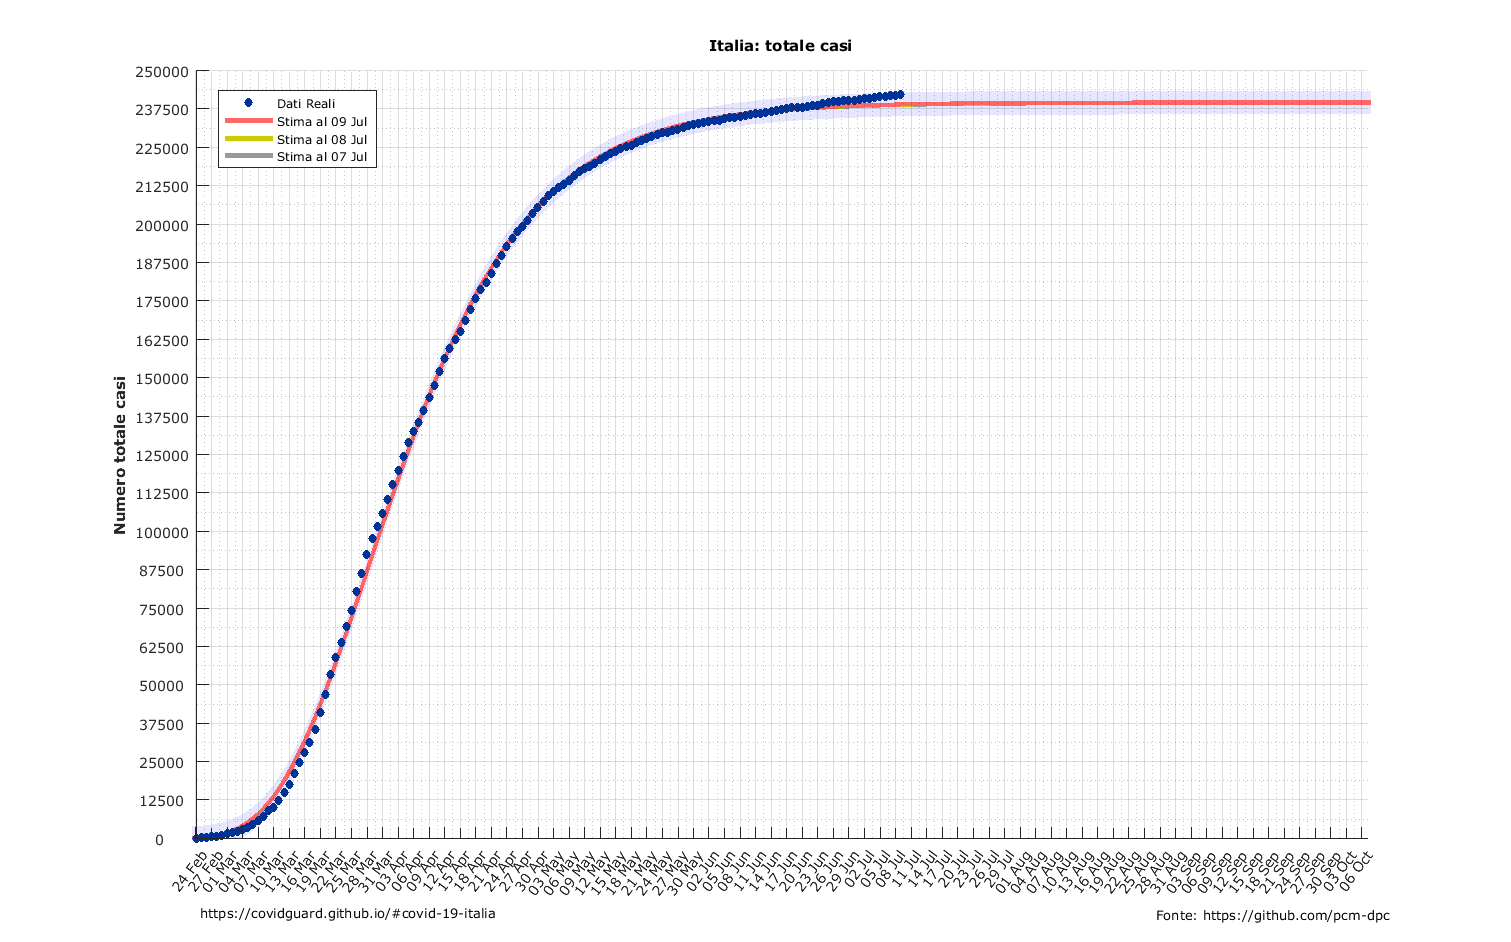 Italia: totale casi
250000
237500
225000
212500
200000
187500
175000
162500
150000
137500
125000
112500
100000
87500
75000
62500
50000
37500
25000
12500
0
Numero totale casi
Dati Reali
Stima al 09 Jul
Stima al 08 Jul
Stima al 07 Jul
24 Feb
27 Feb
01 Mar
04 Mar
07 Mar
10 Mar
13 Mar
16 Mar
19 Mar
22 Mar
25 Mar
28 Mar
31 Mar
03 Apr
06 Apr
09 Apr
12 Apr
15 Apr
18 Apr
21 Apr
24 Apr
27 Apr
30 Apr
03 May
06 May
09 May
12 May
15 May
18 May
21 May
24 May
27 May
30 May
02 Jun
05 Jun
08 Jun
11 Jun
14 Jun
17 Jun
20 Jun
23 Jun
26 Jun
29 Jun
02 Jul
05 Jul
08 Jul
11 Jul
14 Jul
17 Jul
20 Jul
23 Jul
26 Jul
29 Jul
01 Aug
04 Aug
07 Aug
10 Aug
13 Aug
16 Aug
19 Aug
22 Aug
25 Aug
28 Aug
31 Aug
03 Sep
06 Sep
09 Sep
12 Sep
15 Sep
18 Sep
21 Sep
24 Sep
27 Sep
30 Sep
03 Oct
06 Oct
https://covidguard.github.io/#covid-19-italia
Fonte: https://github.com/pcm-dpc